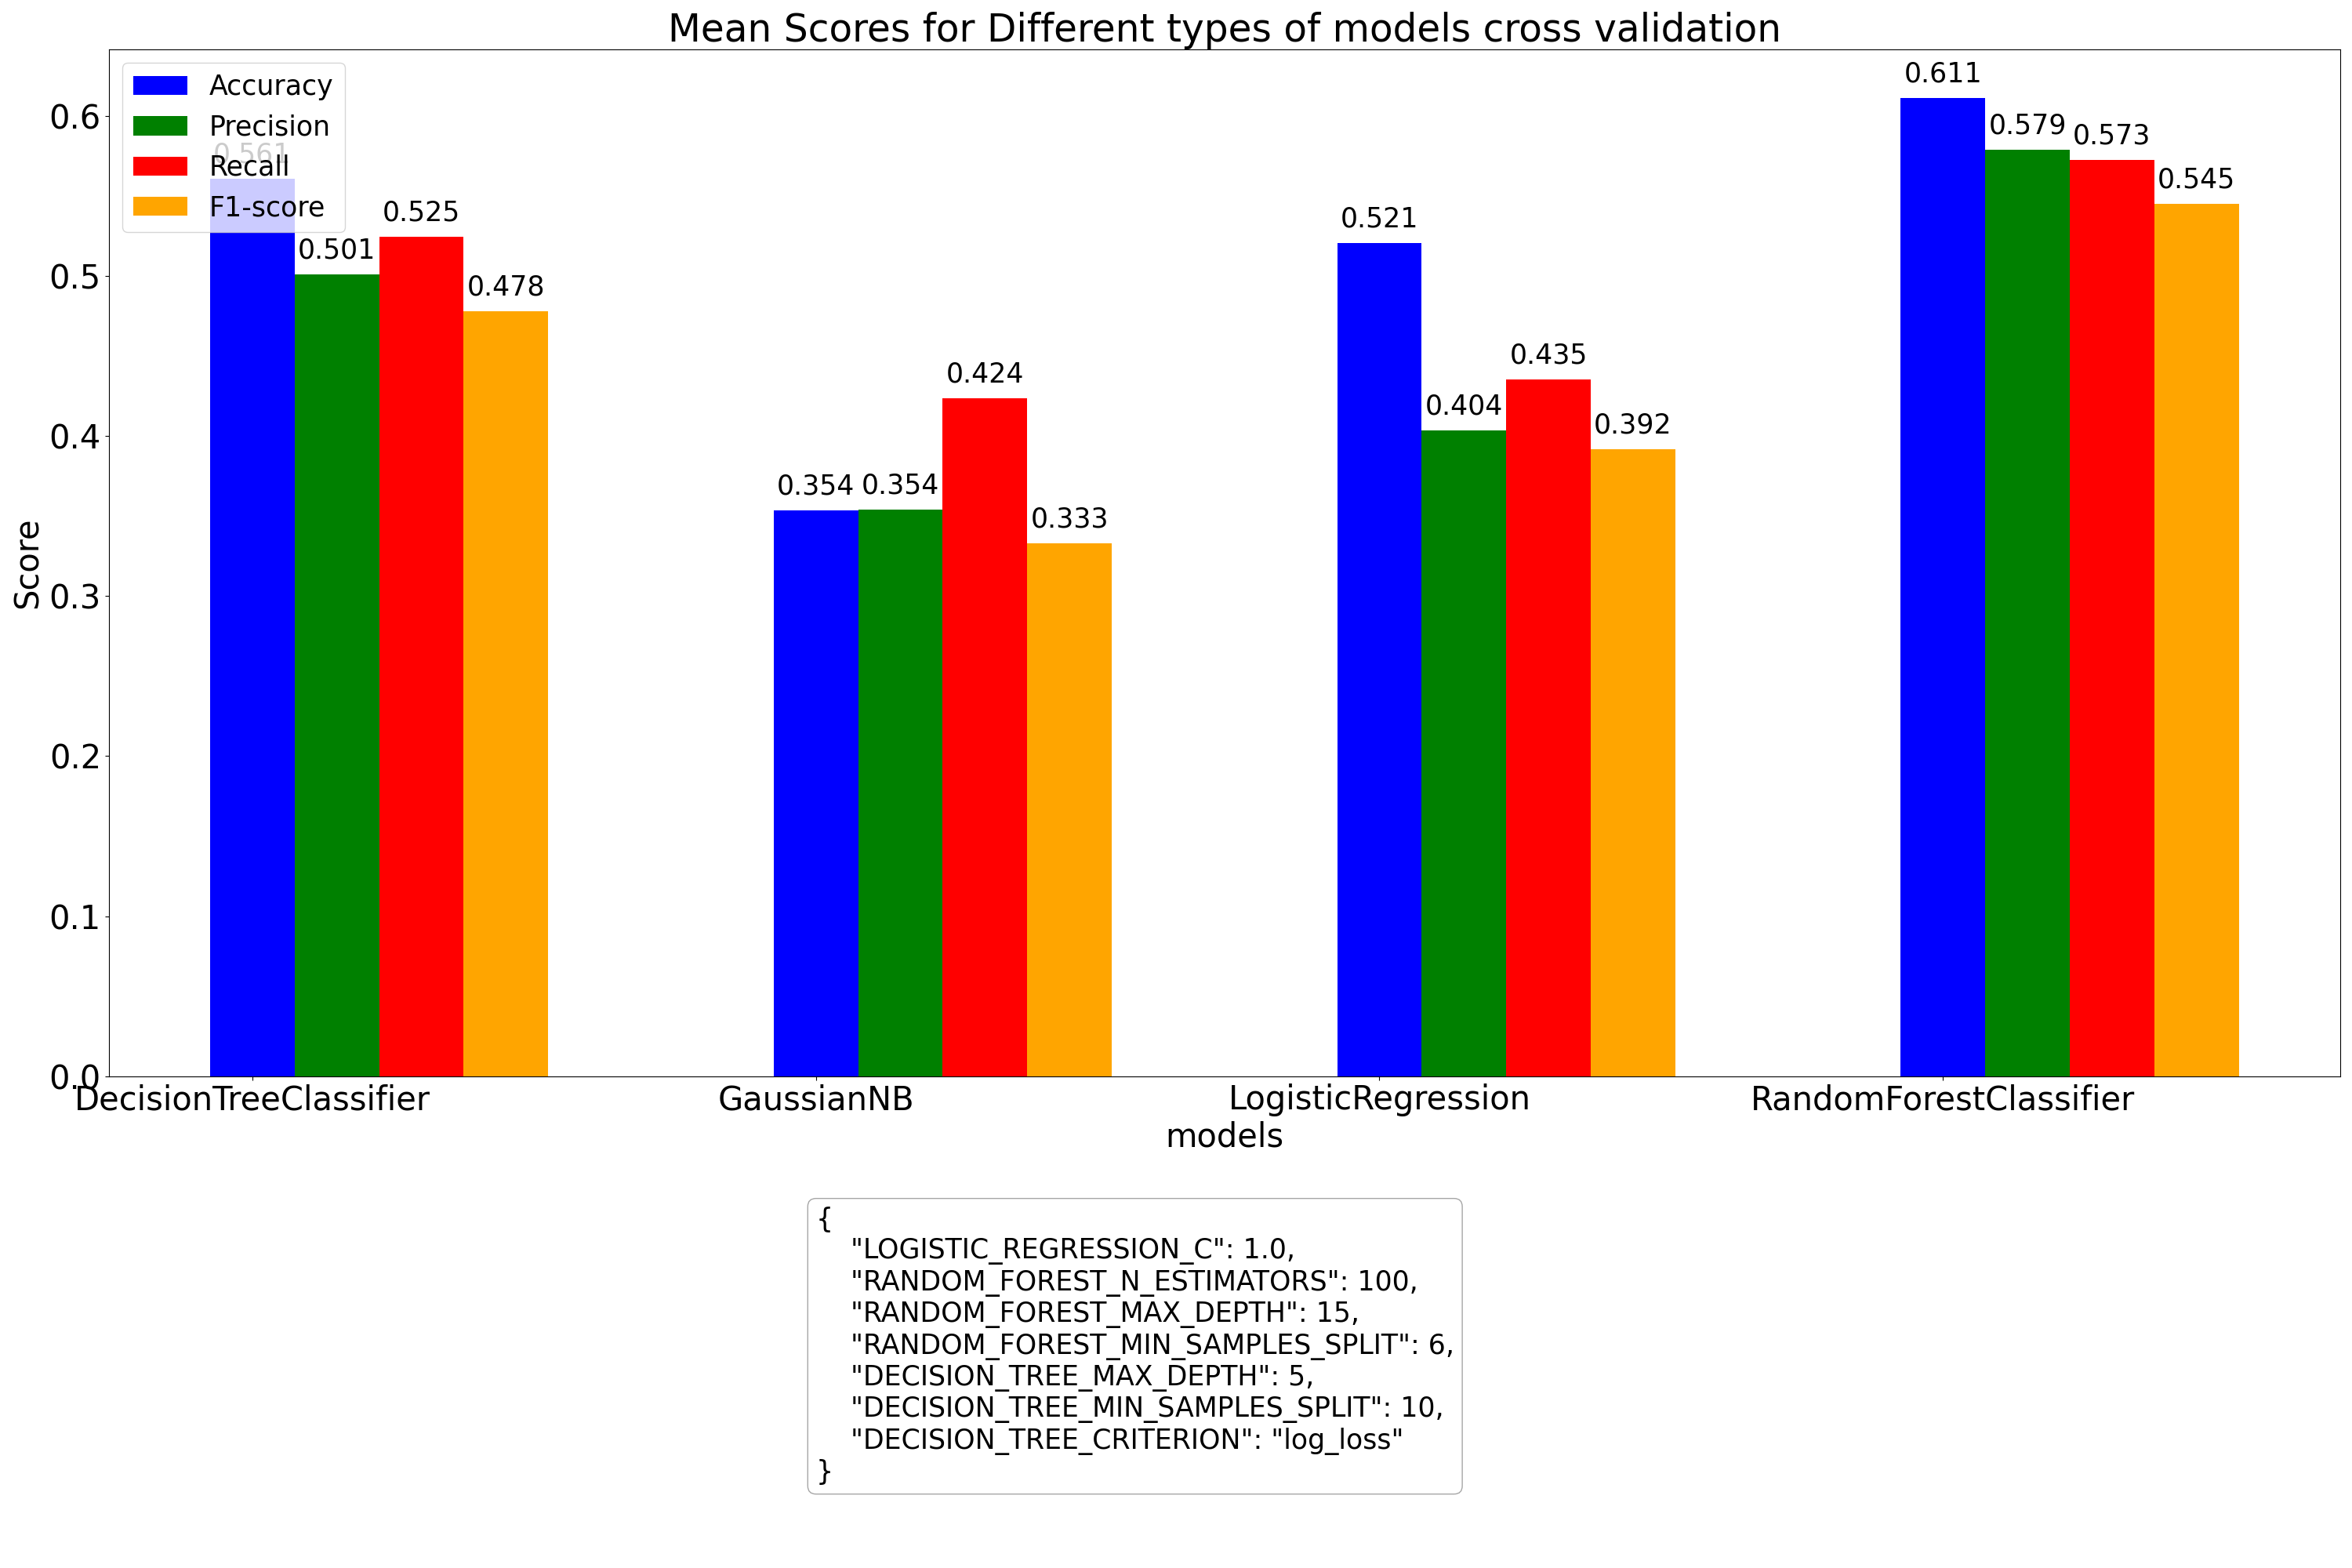 Mean Scores for Different types of models cross validation
Accuracy
Precision
Recall
F1-score
0.561
0.501
0.525
0.478
0.354
0.354
0.424
0.333
0.521
0.404
0.435
0.392
0.611
0.579
0.573
0.545
Score
0.6
0.5
0.4
0.3
0.2
0.1
0.0
DecisionTreeClassifier
GaussianNB
LogisticRegression
RandomForestClassifier
models
{
    "LOGISTIC_REGRESSION_C": 1.0,
    "RANDOM_FOREST_N_ESTIMATORS": 100,
    "RANDOM_FOREST_MAX_DEPTH": 15,
    "RANDOM_FOREST_MIN_SAMPLES_SPLIT": 6,
    "DECISION_TREE_MAX_DEPTH": 5,
    "DECISION_TREE_MIN_SAMPLES_SPLIT": 10,
    "DECISION_TREE_CRITERION": "log_loss"
}